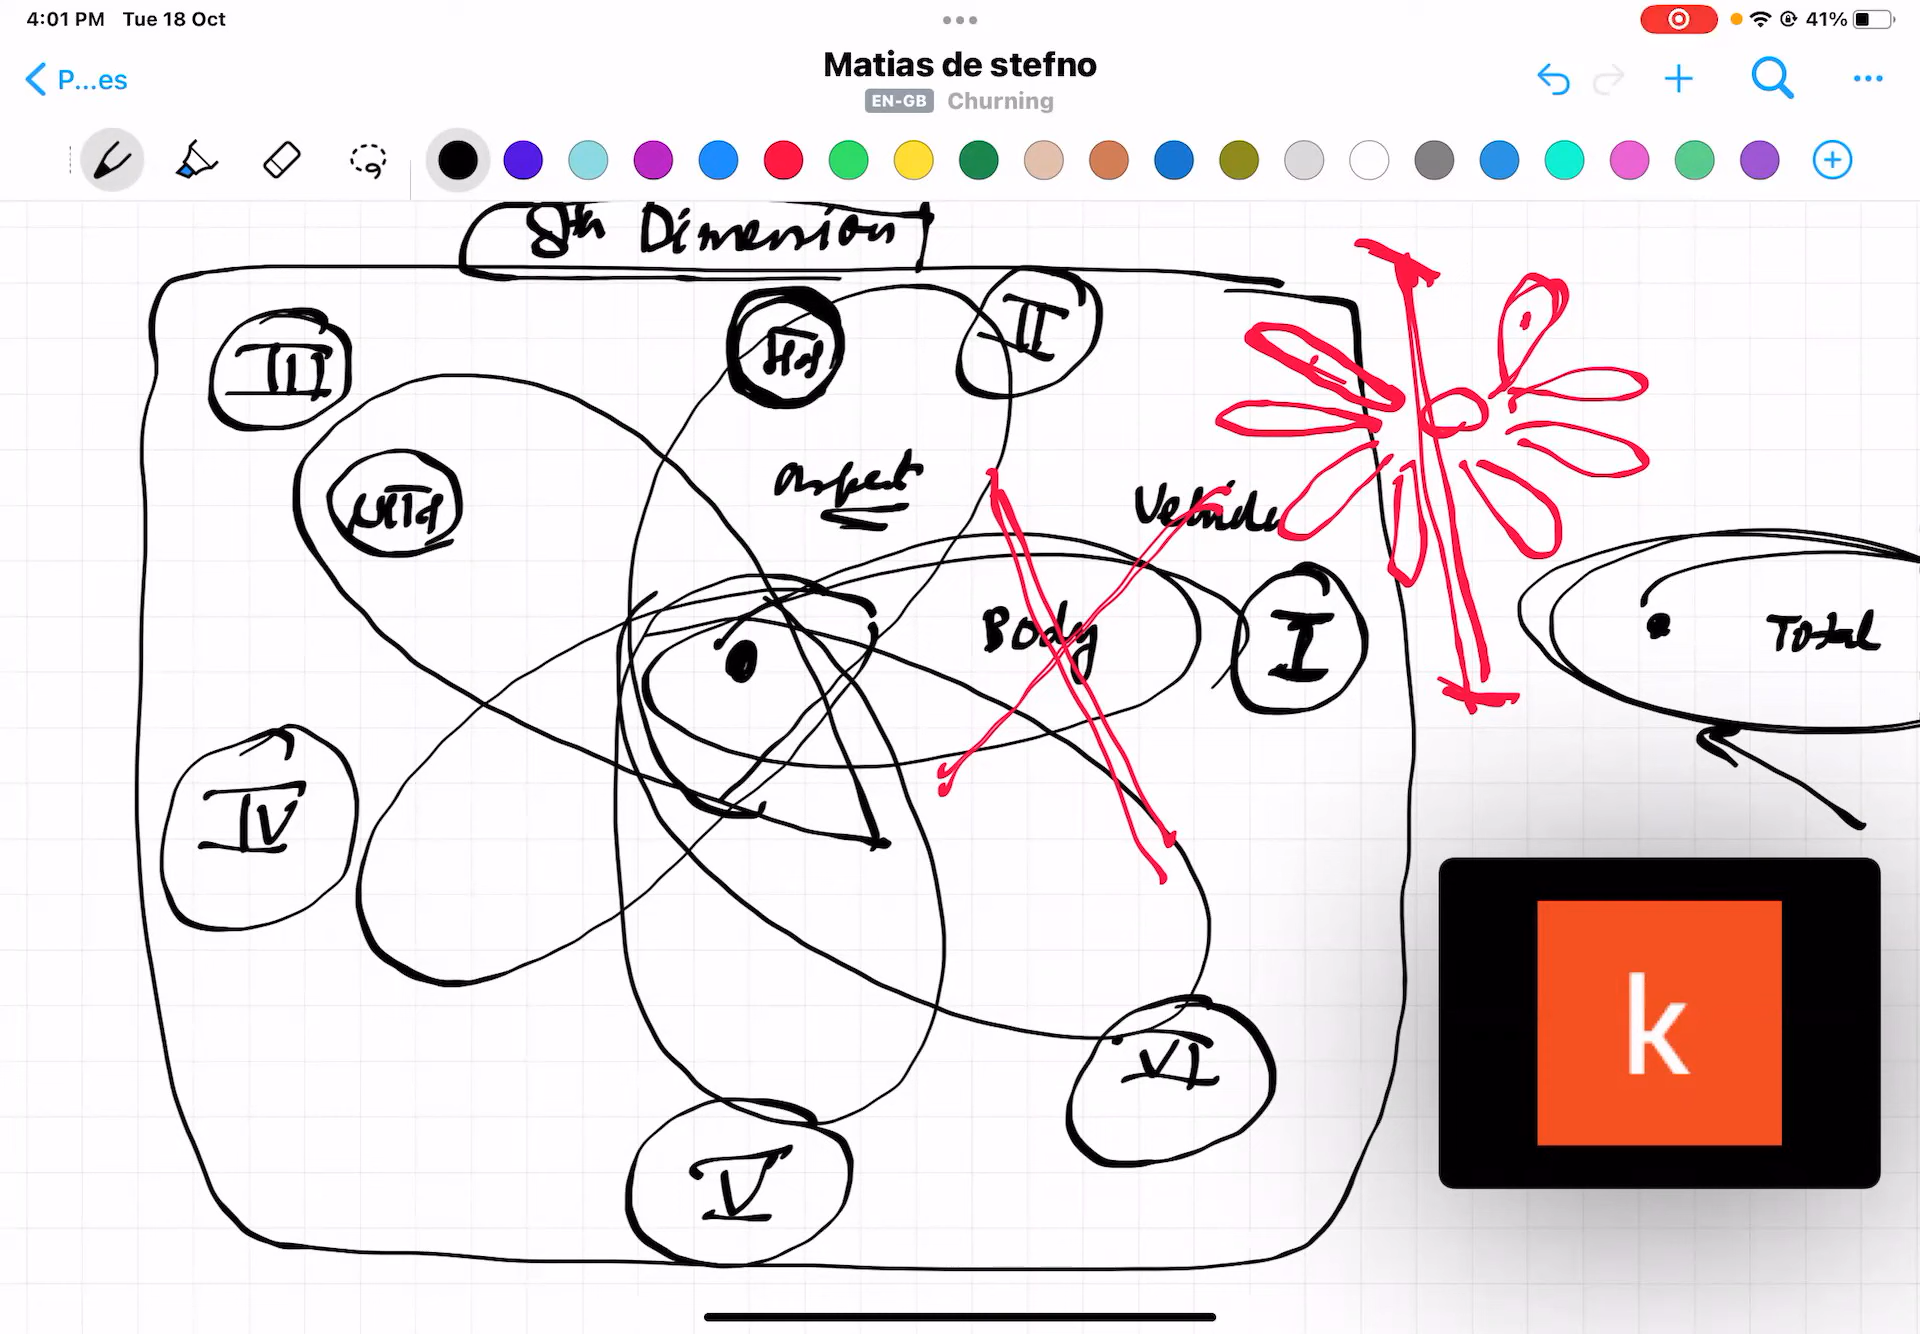 4:01 PM Tue 18 Oct
41%
P...es
Matias de stefno
EN-GB Churning
8th Dimension
II
III
Aspect
Vehicle
Body
I
Total
IV
VI
V
k